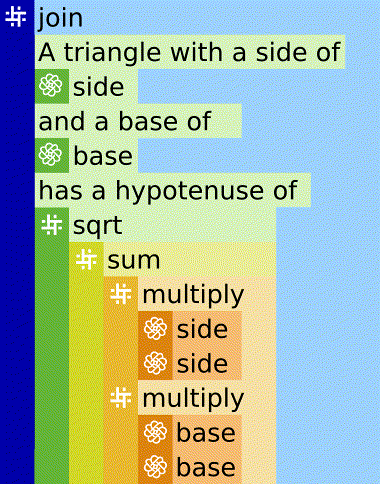 join
A triangle with a side of
side
and a base of
base
has a hypotenuse of
sqrt
sum
multiply
side
side
multiply
base
base